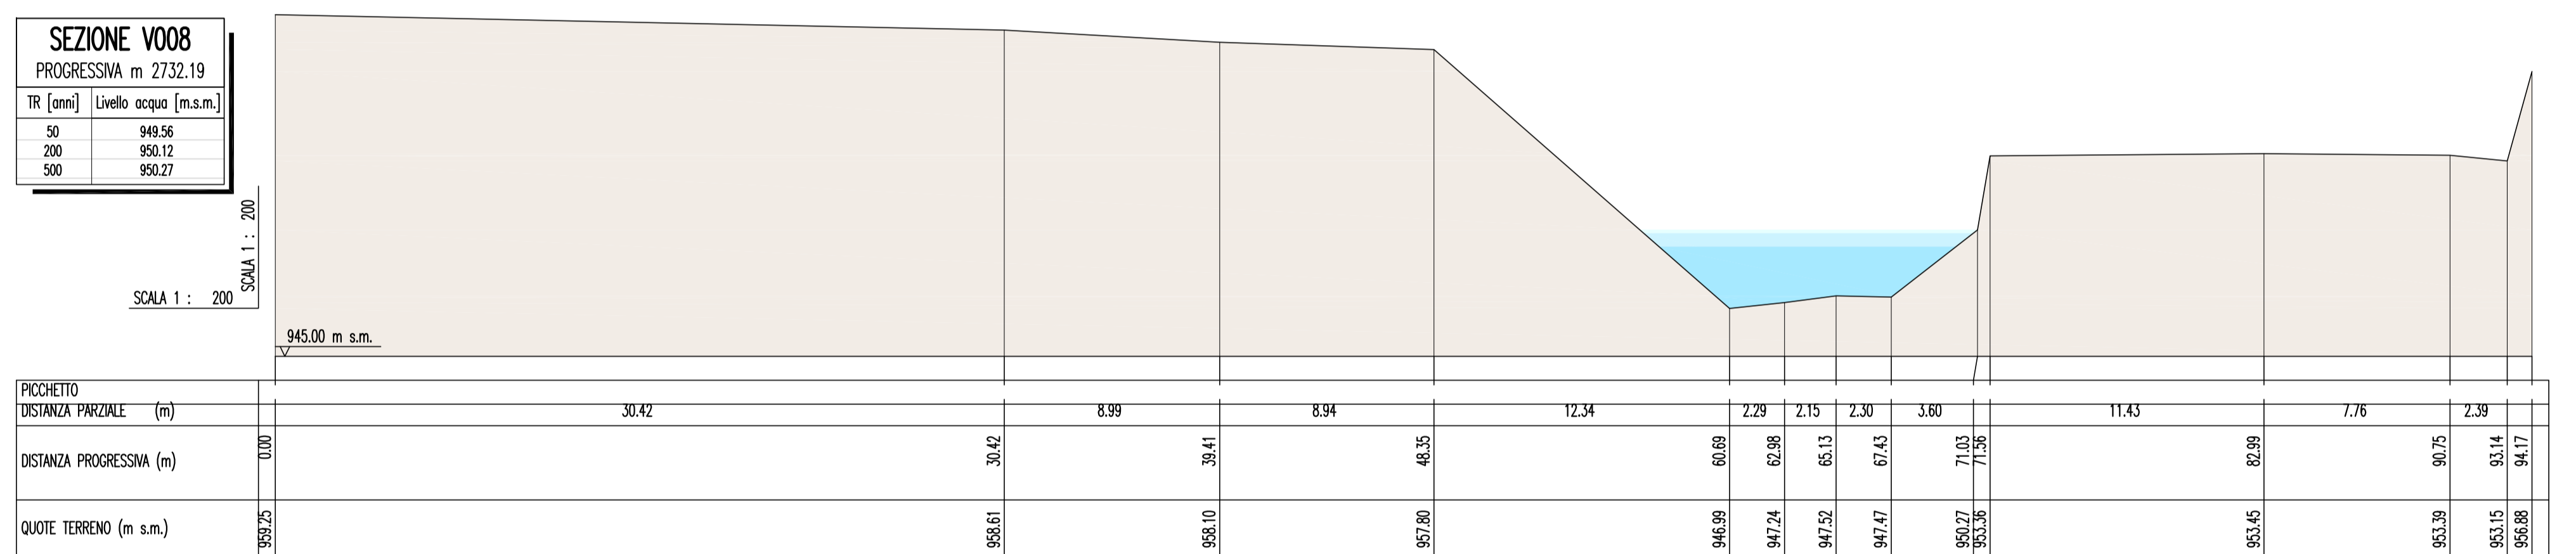 SEZIONE V008
PROGRESSIVA m 2732.19
TR [anni] Livello acqua [m.s.m.]
50 949.56
200 950.12
500 950.27
SCALA 1 : 200
SCALA 1 : 200
945.00 m s.m.
PICCHETTO
DISTANZA PARZIALE (m) 30.42 8.99 8.94 12.34 2.29 2.15 2.30 3.60 11.43 7.76 2.39
DISTANZA PROGRESSIVA (m) 0.00 30.42 39.41 48.35 60.69 62.98 65.13 67.43 71.03 71.56 82.99 90.75 93.14 94.17
QUOTE TERRENO (m s.m.) 959.25 958.61 958.10 957.80 946.99 947.24 947.52 947.47 950.27 953.36 953.45 953.39 953.15 956.88